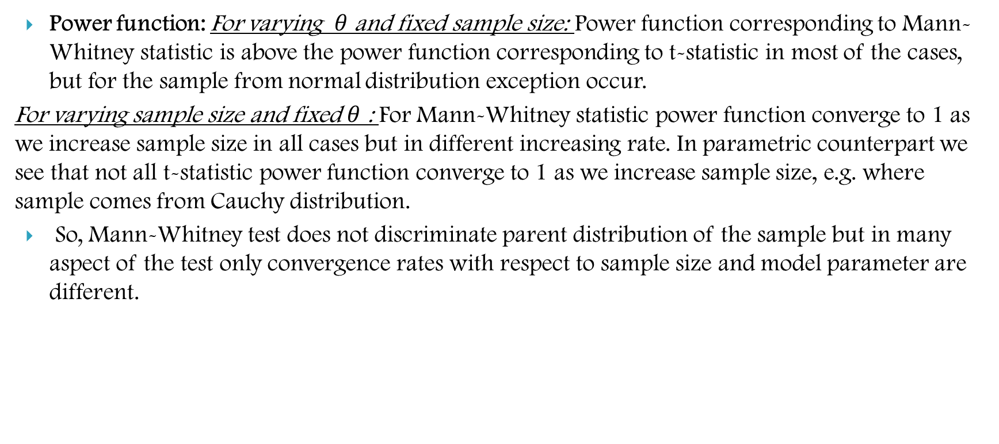 Power function: For varying θ and fixed sample size: Power function corresponding to Mann-
Whitney statistic is above the power function corresponding to t-statistic in most of the cases,
but for the sample from normal distribution exception occur.
For varying sample size and fixed θ : For Mann-Whitney statistic power function converge to 1 as
we increase sample size in all cases but in different increasing rate. In parametric counterpart we
see that not all t-statistic power function converge to 1 as we increase sample size, e.g. where
sample comes from Cauchy distribution.
So, Mann-Whitney test does not discriminate parent distribution of the sample but in many
aspect of the test only convergence rates with respect to sample size and model parameter are
different.